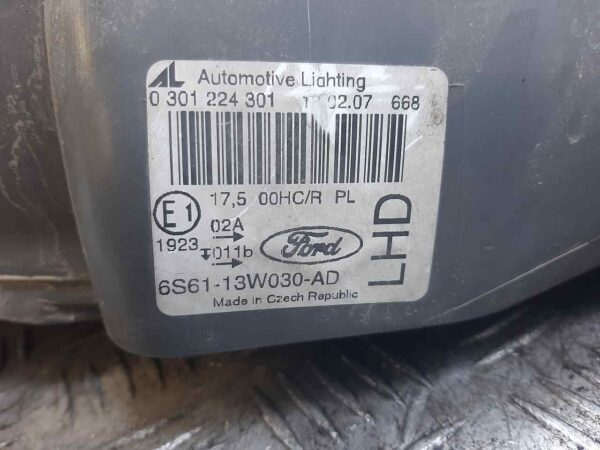 AL Automotive Lighting
0 301 224 301 02.07 668
17,5 00HC/R PL
E1 02A
1923 011b
Ford
LHD
6S61-13W030-AD
Made in Czech Republic